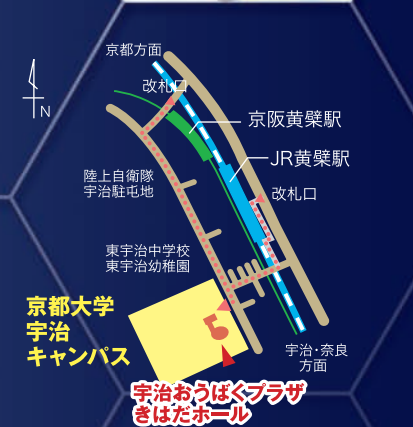 京都方面
改札口
N
京阪黄檗駅
JR黄檗駅
陸上自衛隊
宇治駐屯地
改札口
東宇治中学校
東宇治幼稚園
京都大学
宇治
キャンパス
宇治・奈良
方面
宇治おうばくプラザ
きはだホール